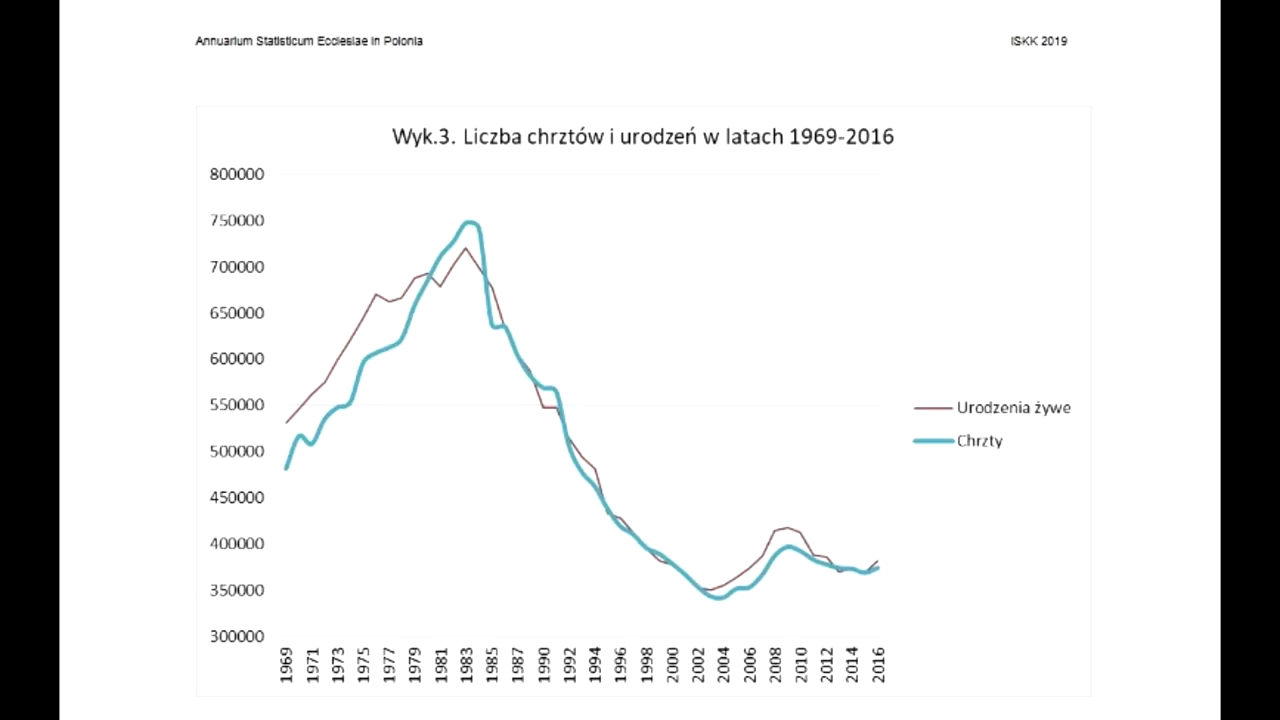 Annuarium Statisticum Ecclesiae in Polonia
ISKK 2019
Wyk.3. Liczba chrztów i urodzeń w latach 1969-2016
800000
750000
700000
650000
600000
550000
500000
450000
400000
350000
300000
1969 1971 1973 1975 1977 1979 1981 1983 1985 1987 1990 1992 1994 1996 1998 2000 2002 2004 2006 2008 2010 2012 2014 2016
Urodzenia żywe
Chrzty